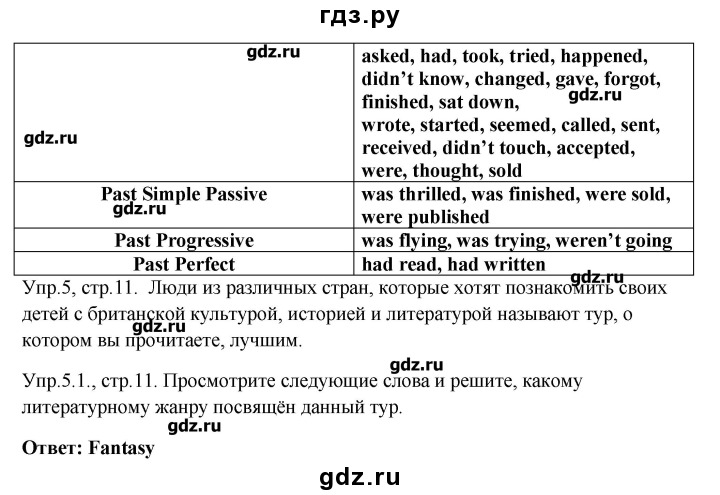 гдз.ру
gdz.ru
asked, had, took, tried, happened,
didn’t know, changed, gave, forgot,
gdz.ru
finished, sat down,
gdz.ru
wrote, started, seemed, called, sent,
received, didn’t touch, accepted,
were, thought, sold
Past Simple Passive
was thrilled, was finished, were sold,
were published
gdz.ru
Past Progressive
was flying, was trying, weren’t going
Past Perfect
had read, had written
gdz.ru
Упр.5, стр.11. Люди из различных стран, которые хотят познакомить своих
детей с британской культурой, историей и литературой называют тур, о
gdz.ru
котором вы прочитаете, лучшим.
gdz.ru
Упр.5.1., стр.11. Просмотрите следующие слова и решите, какому
литературному жанру посвящён данный тур.
gdz.ru
Ответ: Fantasy
gdz.ru